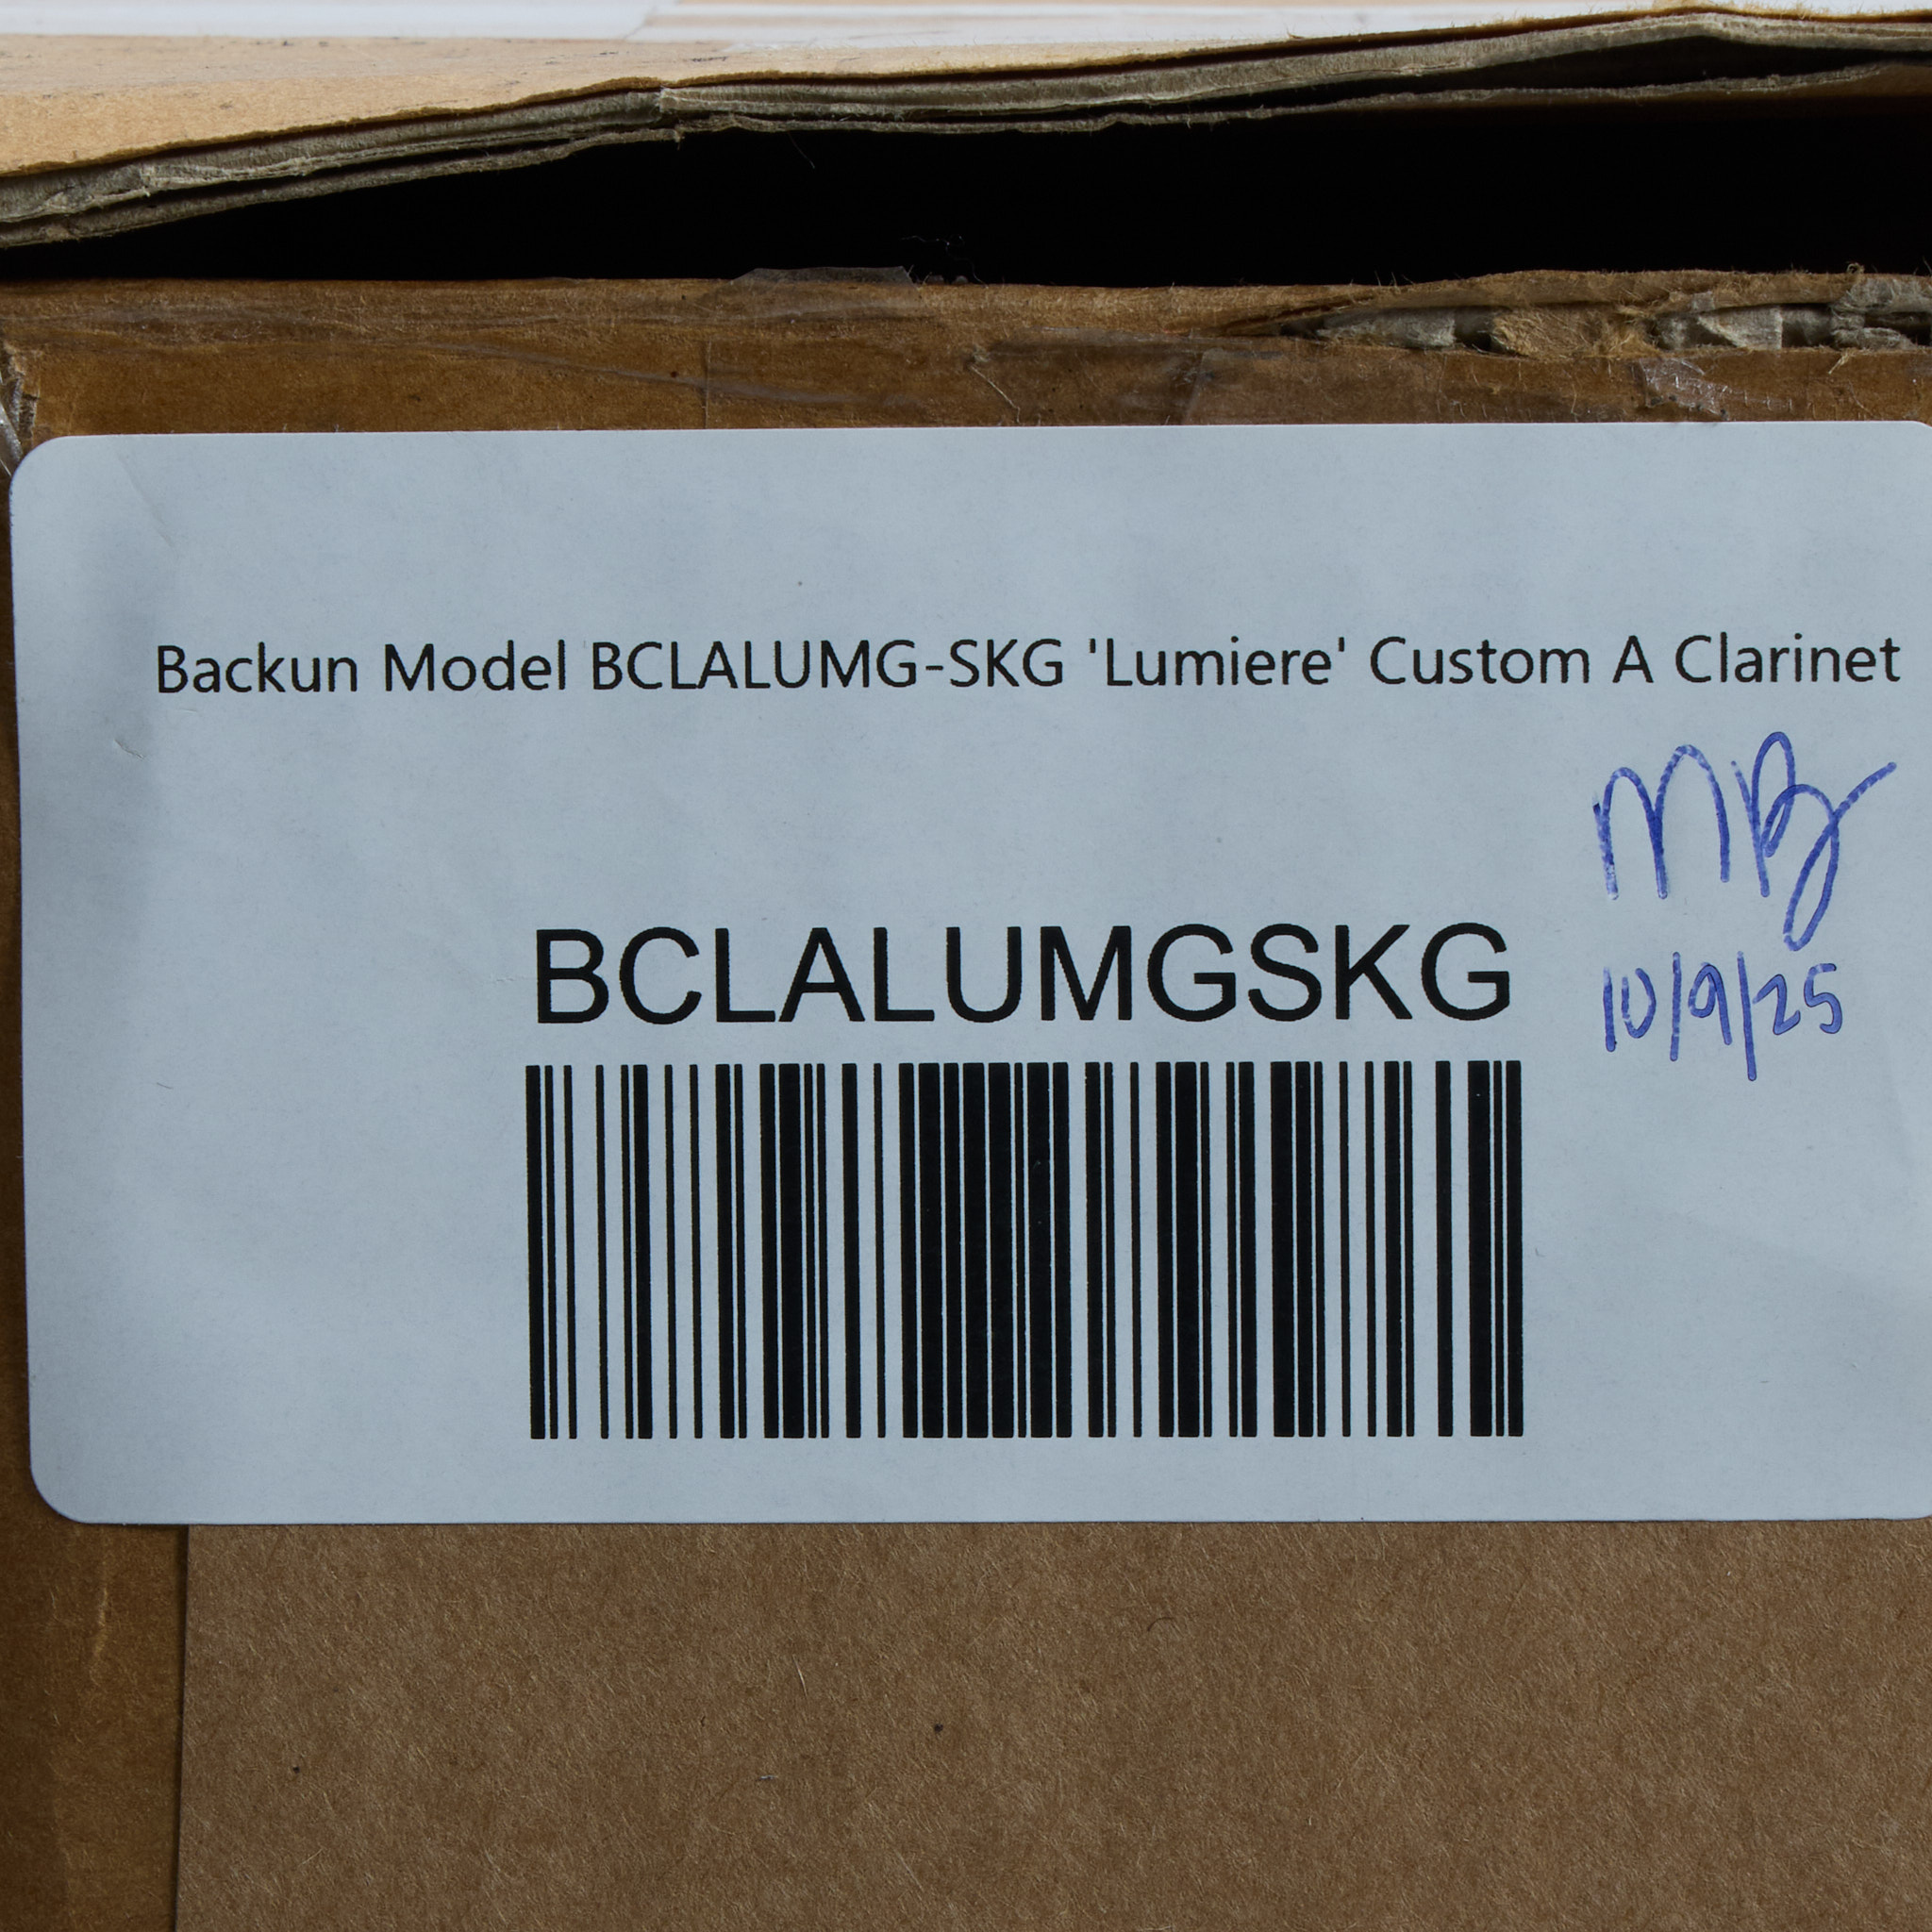 Backun Model BCLALUMG-SKG 'Lumiere' Custom A Clarinet
MB
BCLALUMGSKG
10/9/25